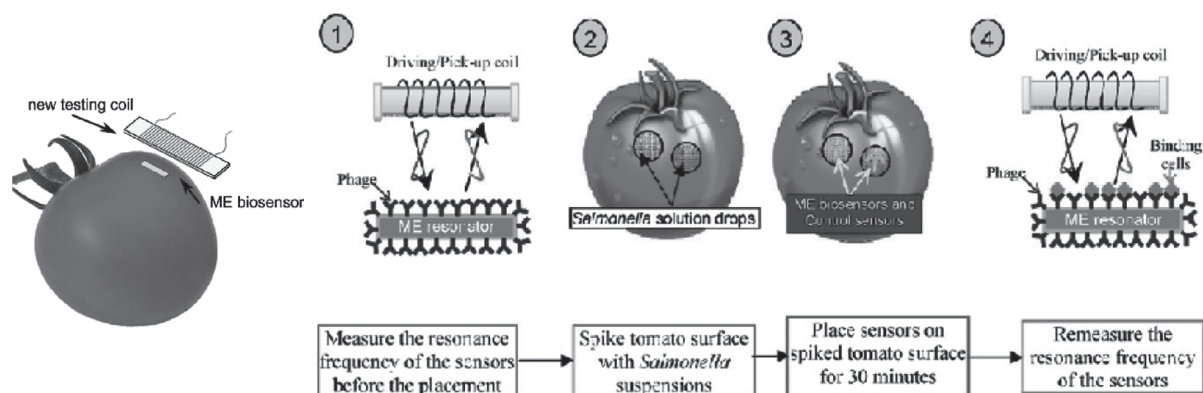 new testing coil
ME biosensor
1
Driving/Pick-up coil
Phage
ME resonator
2
Salmonella solution drops
3
ME biosensors and
Control sensors
4
Driving/Pick-up coil
Binding
cells
Phage
ME resonator
Measure the resonance
frequency of the sensors
before the placement
Spike tomato surface
with Salmonella
suspensions
Place sensors on
spiked tomato surface
for 30 minutes
Remeasure the
resonance frequency
of the sensors